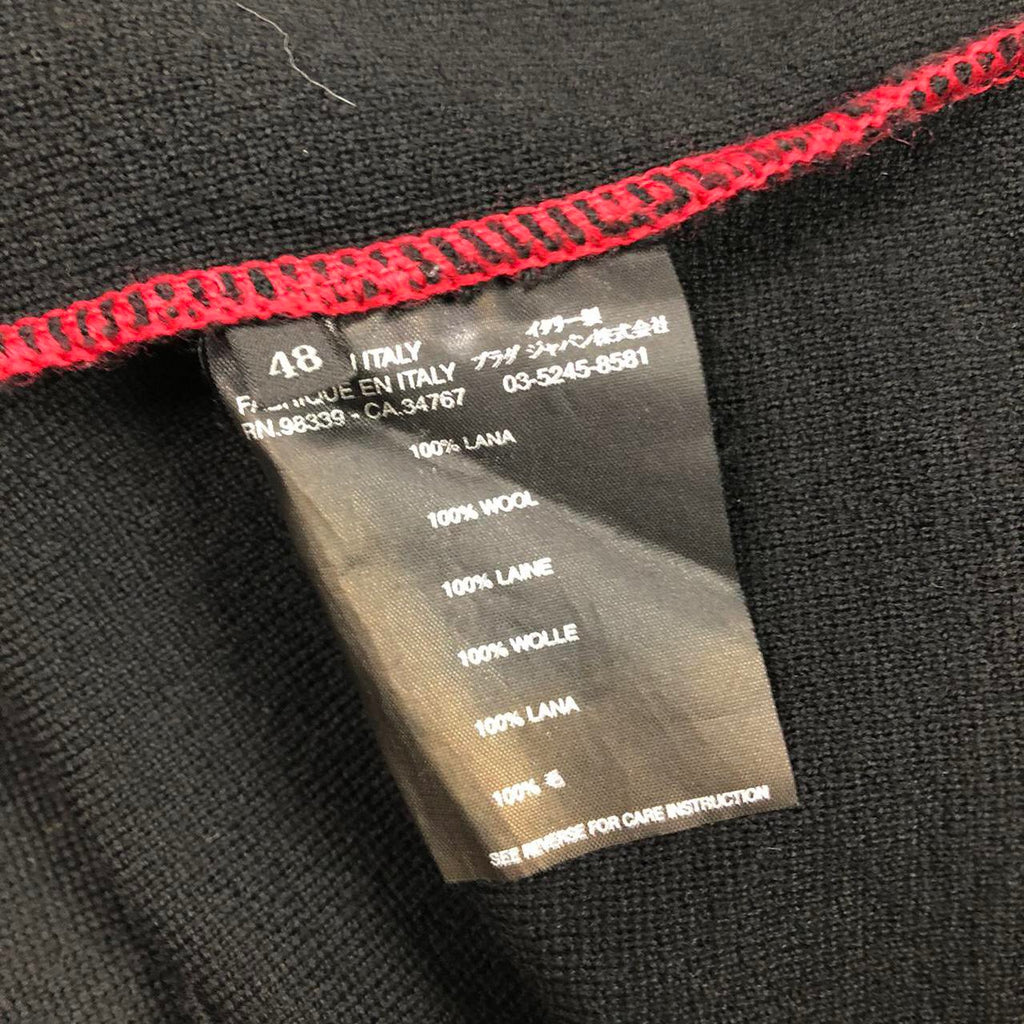 48
ITALY
イタリー製
FABRIQUE EN ITALY
プラダ ジャパン株式会社
RN.98339 - CA.34767
03-5245-8581
100% LANA
100% WOOL
100% LAINE
100% WOLLE
100% LANA
100% 毛
SEE REVERSE FOR CARE INSTRUCTION